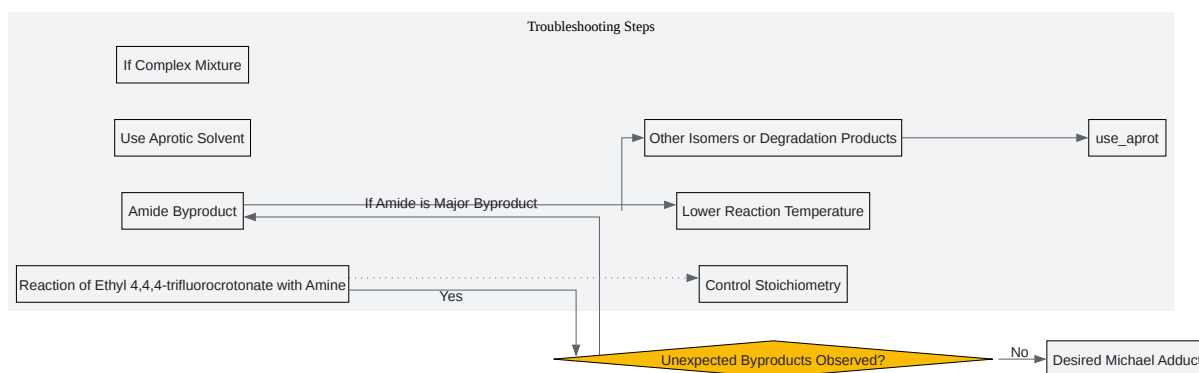 Troubleshooting Steps
If Complex Mixture
Use Aprotic Solvent
Other Isomers or Degradation Products
use_aprot
Amide Byproduct
If Amide is Major Byproduct
Lower Reaction Temperature
Reaction of Ethyl 4,4,4-trifluorocrotonate with Amine
Yes
Control Stoichiometry
Unexpected Byproducts Observed?
No
Desired Michael Adduct